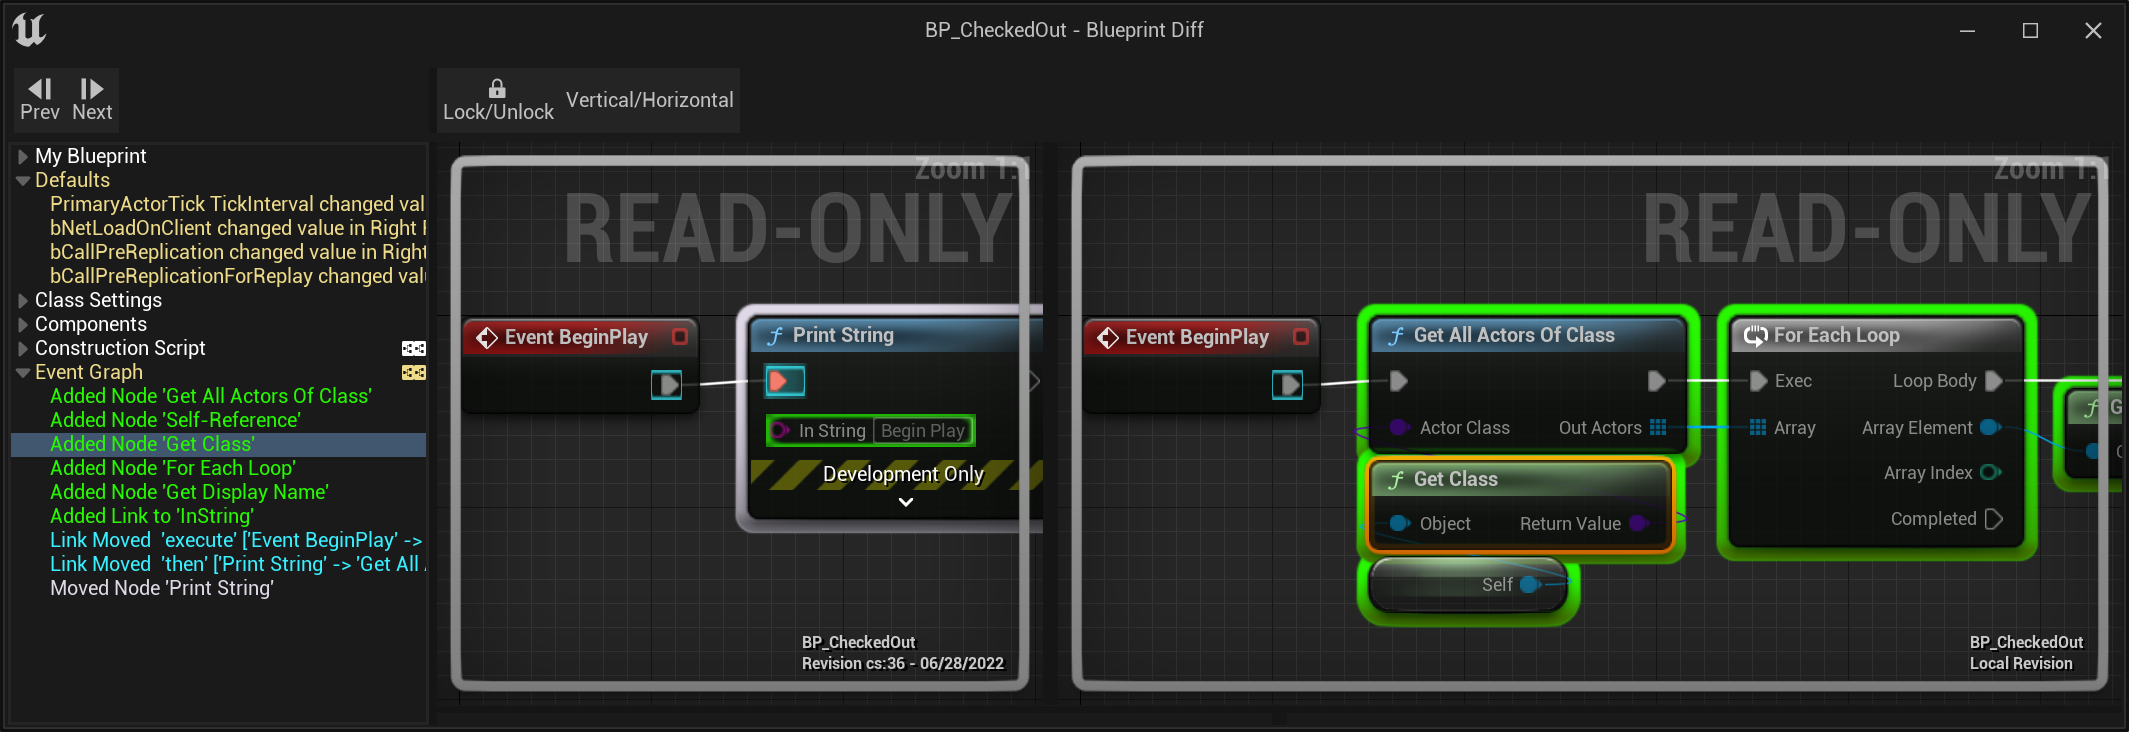 BP_CheckedOut - Blueprint Diff
Prev
Next
Lock/Unlock
Vertical/Horizontal
My Blueprint
Defaults
PrimaryActorTick TickInterval changed val
bNetLoadOnClient changed value in Right
bCallPreReplication changed value in Right
bCallPreReplicationForReplay changed val
Class Settings
Components
Construction Script
Event Graph
Added Node 'Get All Actors Of Class'
Added Node 'Self-Reference'
Added Node 'Get Class'
Added Node 'For Each Loop'
Added Node 'Get Display Name'
Added Link to 'InString'
Link Moved 'execute' ['Event BeginPlay' ->
Link Moved 'then' ['Print String' -> 'Get All
Moved Node 'Print String'
Zoom 1:
READ-ONLY
Event BeginPlay
Print String
In String
Begin Play
Development Only
BP_CheckedOut
Revision cs:36 - 06/28/2022
Zoom 1:
READ-ONLY
Event BeginPlay
Get All Actors Of Class
Actor Class
Out Actors
Get Class
Object
Return Value
Self
For Each Loop
Exec
Loop Body
Array
Array Element
Array Index
Completed
BP_CheckedOut
Local Revision